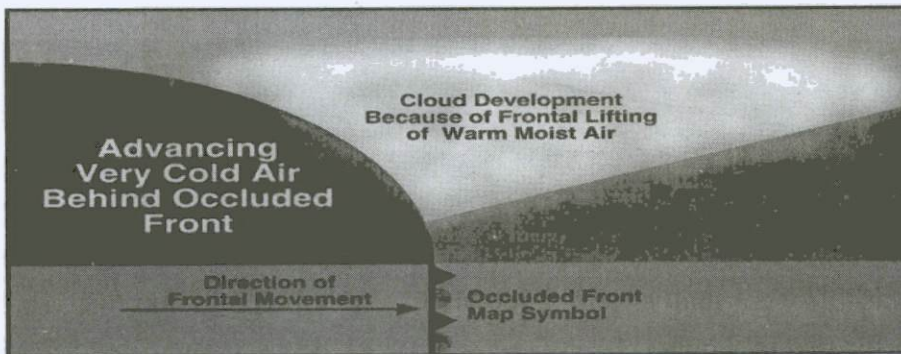 Cloud Development
Because of Frontal Lifting
of Warm Moist Air
Advancing
Very Cold Air
Behind Occluded
Front
Direction of
Frontal Movement
Occluded Front
Map Symbol